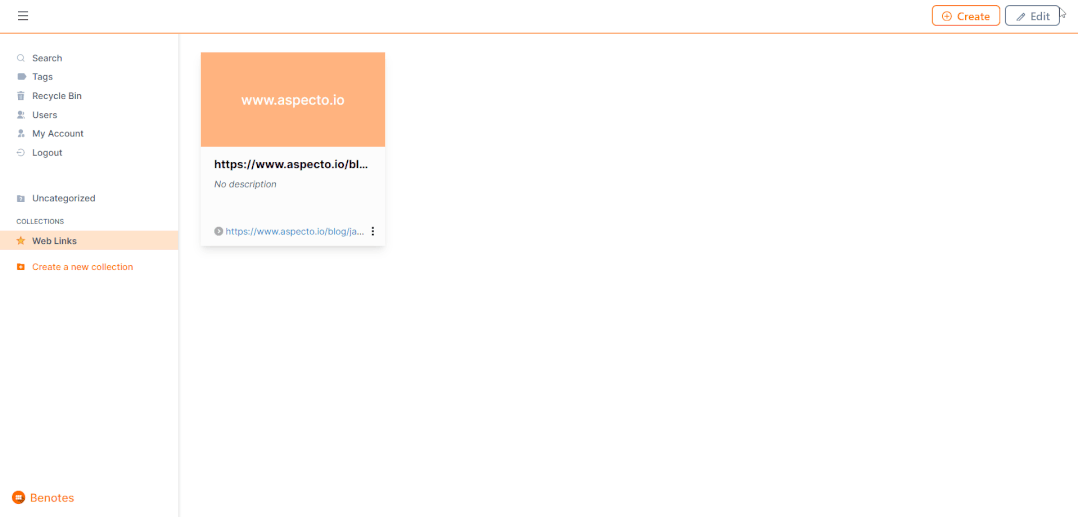 Create
Edit
Search
Tags
Recycle Bin
Users
My Account
Logout
Uncategorized
COLLECTIONS
Web Links
Create a new collection
www.aspecto.io
https://www.aspecto.io/bl...
No description
https://www.aspecto.io/blog/ja...
Benotes